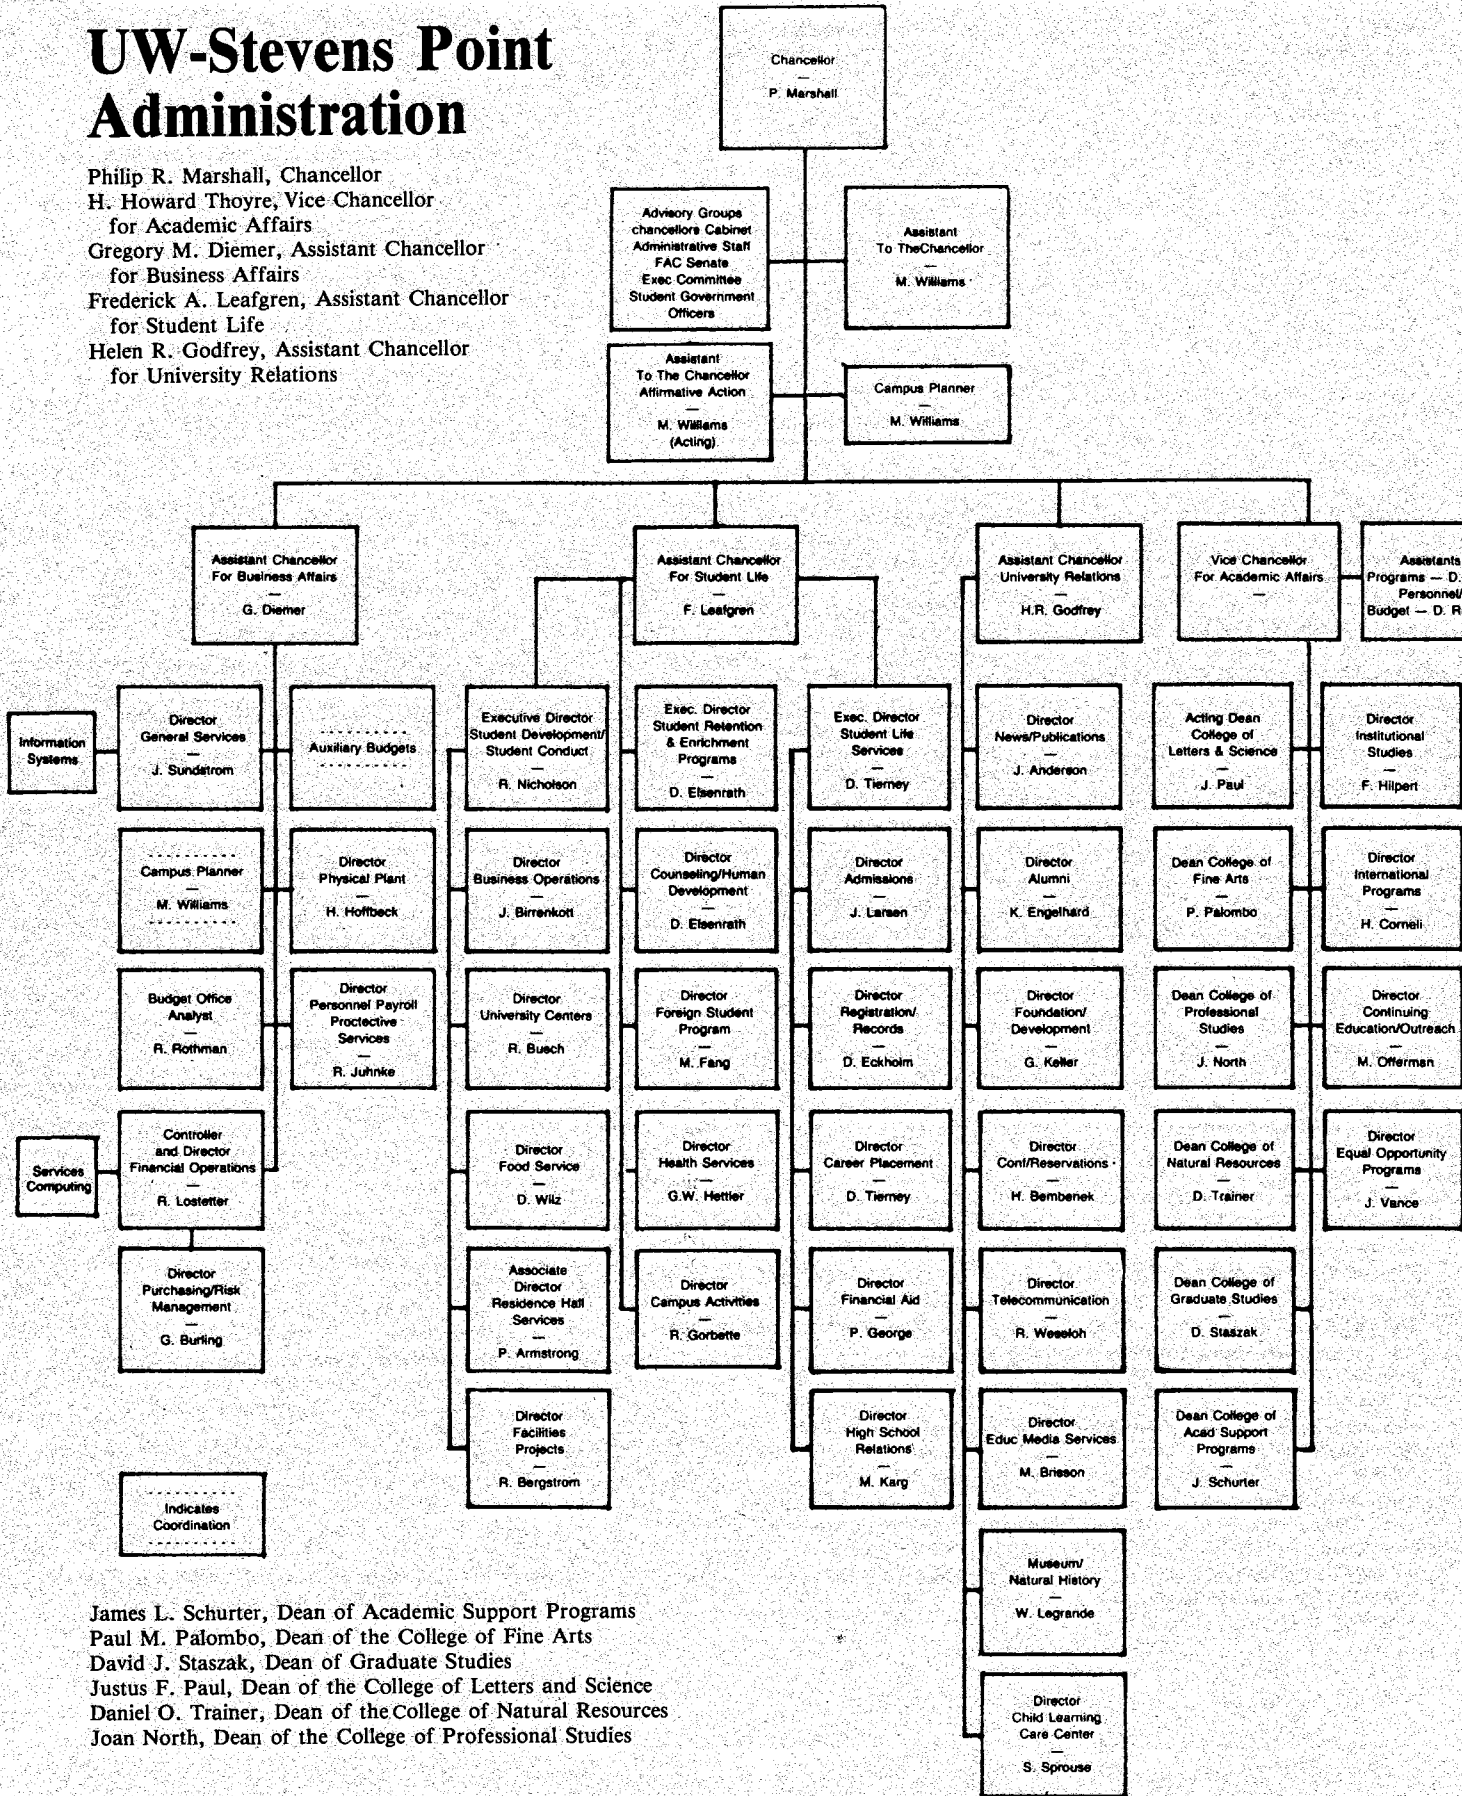 UW-Stevens Point
Administration
Philip R. Marshall, Chancellor
H. Howard Thoyre, Vice Chancellor
for Academic Affairs
Gregory M. Diemer, Assistant Chancellor
for Business Affairs
Frederick A. Leafgren, Assistant Chancellor
for Student Life
Helen R. Godfrey, Assistant Chancellor
for University Relations
Chancellor
—
P. Marshall
Advisory Groups
chancellors Cabinet
Administrative Staff
FAC Senate
Exec Committee
Student Government
Officers
Assistant
To TheChancellor
—
M. Williams
Assistant
To The Chancellor
Affirmative Action
—
M. Williams
(Acting)
Campus Planner
—
M. Williams
Assistant Chancellor
For Business Affairs
—
G. Diemer
Assistant Chancellor
For Student Life
—
F. Leafgren
Assistant Chancellor
University Relations
—
H.R. Godfrey
Vice Chancellor
For Academic Affairs
—
Assistants
Programs — D.
Personnel/
Budget — D. R
Information
Systems
Director
General Services
—
J. Sundstrom
Auxiliary Budgets
Campus Planner
—
M. Williams
Director
Physical Plant
—
H. Hoffbeck
Budget Office
Analyst
—
R. Rothman
Director
Personnel Payroll
Proctective
Services
—
R. Juhnke
Services
Computing
Controller
and Director
Financial Operations
—
R. Lostetter
Director
Purchasing/Risk
Management
—
G. Burling
Executive Director
Student Development/
Student Conduct
—
R. Nicholson
Director
Business Operations
—
J. Birrenkott
Director
University Centers
—
R. Busch
Director
Food Service
—
D. Wilz
Associate
Director
Residence Hall
Services
—
P. Armstrong
Director
Facilities
Projects
—
R. Bergstrom
Exec. Director
Student Retention
& Enrichment
Programs
—
D. Elsenrath
Director
Counseling/Human
Development
—
D. Elsenrath
Director
Foreign Student
Program
—
M. Fang
Director
Health Services
—
G.W. Hettler
Director
Campus Activities
—
R. Gorbette
Exec. Director
Student Life
Services
—
D. Tierney
Director
Admissions
—
J. Larsen
Director
Registration/
Records
—
D. Eckholm
Director
Career Placement
—
D. Tierney
Director
Financial Aid
—
P. George
Director
High School
Relations
—
M. Karg
Director
News/Publications
—
J. Anderson
Director
Alumni
—
K. Engelhard
Director
Foundation/
Development
—
G. Keller
Director
Conf/Reservations
—
H. Bembenek
Director
Telecommunication
—
R. Wesoloh
Director
Educ Media Services
—
M. Brisson
Museum/
Natural History
—
W. Legrande
Director
Child Learning
Care Center
—
S. Sprouse
Acting Dean
College of
Letters & Science
—
J. Paul
Dean College of
Fine Arts
—
P. Palombo
Dean College of
Professional
Studies
—
J. North
Dean College of
Natural Resources
—
D. Trainer
Dean College of
Graduate Studies
—
D. Staszak
Dean College of
Acad Support
Programs
—
J. Schurter
Director
Institutional
Studies
—
F. Hilpert
Director
International
Programs
—
H. Corneli
Director
Continuing
Education/Outreach
—
M. Offerman
Director
Equal Opportunity
Programs
—
J. Vance
Indicates
Coordination
James L. Schurter, Dean of Academic Support Programs
Paul M. Palombo, Dean of the College of Fine Arts
David J. Staszak, Dean of Graduate Studies
Justus F. Paul, Dean of the College of Letters and Science
Daniel O. Trainer, Dean of the College of Natural Resources
Joan North, Dean of the College of Professional Studies